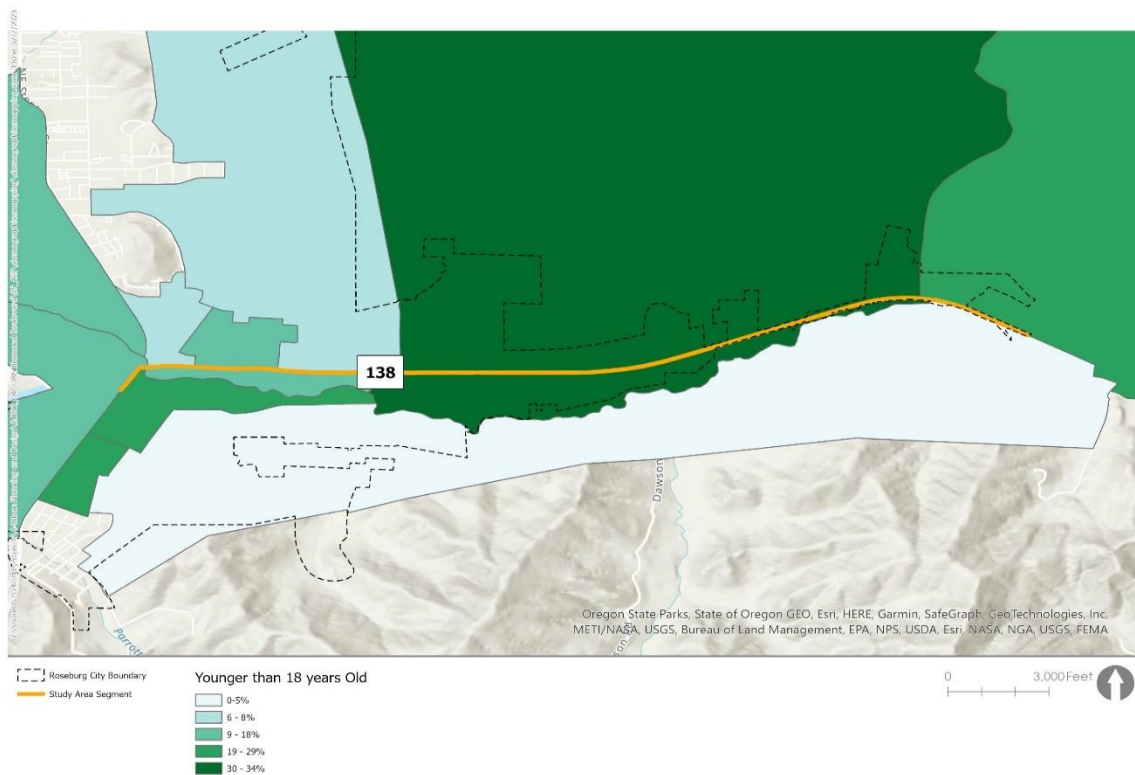 138
Dawson
Oregon State Parks, State of Oregon GEO, Esri, HERE, Garmin, SafeGraph, GeoTechnologies, Inc,
METI/NASA, USGS, Bureau of Land Management, EPA, NPS, USDA, Esri, NASA, NGA, USGS, FEMA
Parrott
Roseburg City Boundary
Study Area Segment
Younger than 18 years Old
0-5%
6 - 8%
9 - 18%
19 - 29%
30 - 34%
0
3,000 Feet